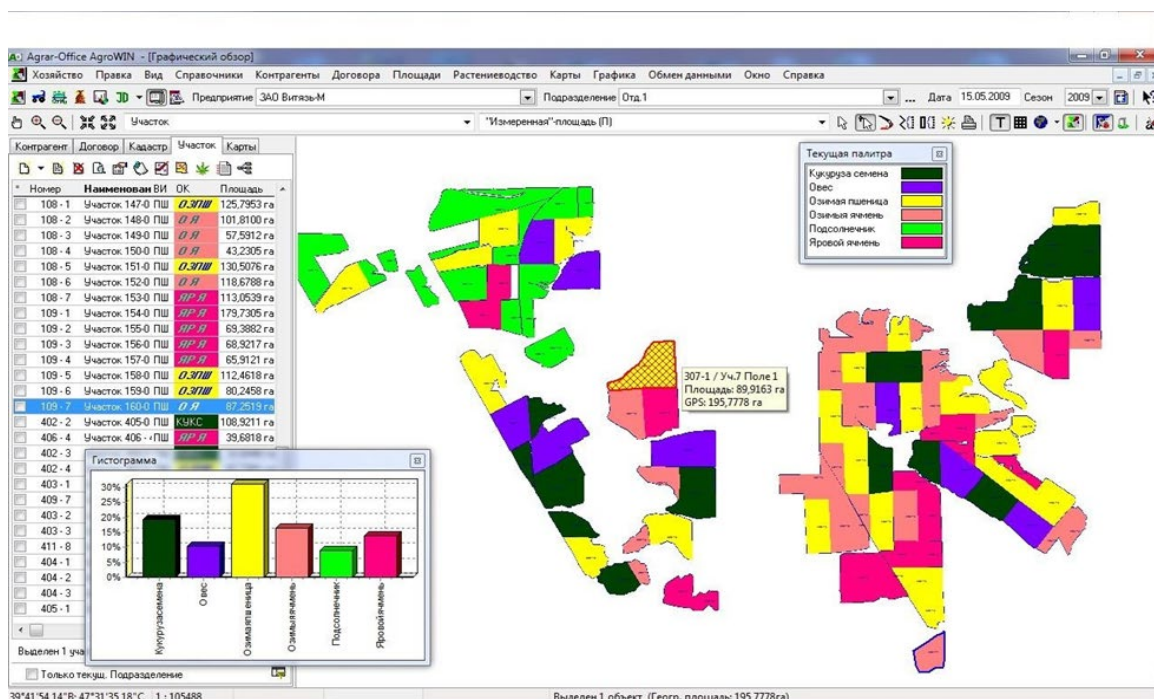 Agrar-Office AgroWIN - [Графический обзор]
Хозяйство Правка Вид Справочники Контрагенты Договора Площади Растениеводство Карты Графика Обмен данными Окно Справка
Предприятие ЗАО Витязь-М Подразделение Отд.1 ... Дата 15.05.2009 Сезон 2009
Участок "Измеренная"-площадь (П)
Контрагент Договор Кадастр Участок Карты
* Номер Наименован ВИ ОК Площадь
108 - 1 Участок 147-0 ПШ ОЗПШ 125,7953 га
108 - 2 Участок 148-0 ПШ О Я 101,8100 га
108 - 3 Участок 149-0 ПШ О Я 57,5912 га
108 - 4 Участок 150-0 ПШ О Я 43,2305 га
108 - 5 Участок 151-0 ПШ ОЗПШ 130,5076 га
108 - 6 Участок 152-0 ПШ О Я 118,6788 га
108 - 7 Участок 153-0 ПШ ЯР Я 113,0539 га
109 - 1 Участок 154-0 ПШ ЯР Я 179,7305 га
109 - 2 Участок 155-0 ПШ ЯР Я 69,3882 га
109 - 3 Участок 156-0 ПШ ЯР Я 68,9217 га
109 - 4 Участок 157-0 ПШ ЯР Я 65,9121 га
109 - 5 Участок 158-0 ПШ ОЗПШ 112,4618 га
109 - 6 Участок 159-0 ПШ ОЗПШ 80,2458 га
109 - 7 Участок 160-0 ПШ О Я 87,2519 га
402 - 2 Участок 405-0 ПШ КУКС 108,9211 га
406 - 4 Участок 406 - ПШ ЯР Я 39,6818 га
402 - 3
402 - 4
403 - 1
409 - 7
403 - 2
403 - 3
411 - 8
404 - 1
404 - 2
404 - 3
405 - 1
Выделен 1 уча
Только текущ. Подразделение
Текущая палитра
Кукуруза семена
Овес
Озимая пшеница
Озимыя ячмень
Подсолнечник
Яровой ячмень
307-1 / Уч.7 Поле 1
Площадь: 89,9163 га
GPS: 195,7778 га
Гистограмма
30%
25%
20%
15%
10%
5%
0%
Кукурузасемена
Овес
Озимаяпшеница
Озимыяячмень
Подсолнечник
Яровойячмень
39°41'54.14"В; 47°31'35.18"С 1 : 105488 Выделен 1 объект. (Геогр. площадь: 195,7778га)